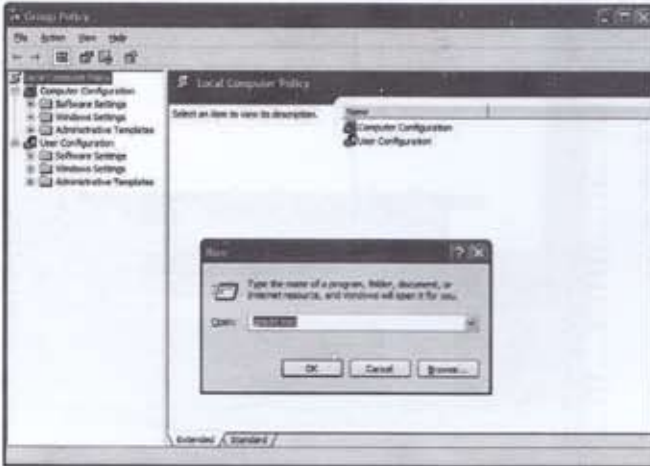 Group Policy
File Action View Help
Local Computer Policy
Computer Configuration
Software Settings
Windows Settings
Administrative Templates
User Configuration
Software Settings
Windows Settings
Administrative Templates
Local Computer Policy
Select an item to view its description.
Name
Computer Configuration
User Configuration
Run
Type the name of a program, folder, document, or
Internet resource, and Windows will open it for you.
Open: gpedit.msc
OK Cancel Browse...
Extended Standard